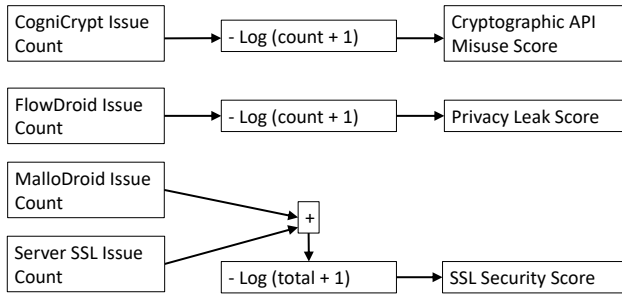 CogniCrypt Issue
Count
- Log (count + 1)
Cryptographic API
Misuse Score
FlowDroid Issue
Count
- Log (count + 1)
Privacy Leak Score
MalloDroid Issue
Count
+
Server SSL Issue
Count
- Log (total + 1)
SSL Security Score